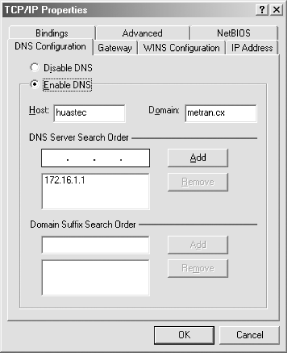 TCP/IP Properties
Bindings Advanced NetBIOS
DNS Configuration Gateway WINS Configuration IP Address
Disable DNS
Enable DNS
Host: huastec Domain: metran.cx
DNS Server Search Order
. . . Add
172.16.1.1 Remove
Domain Suffix Search Order
Add
Remove
OK Cancel